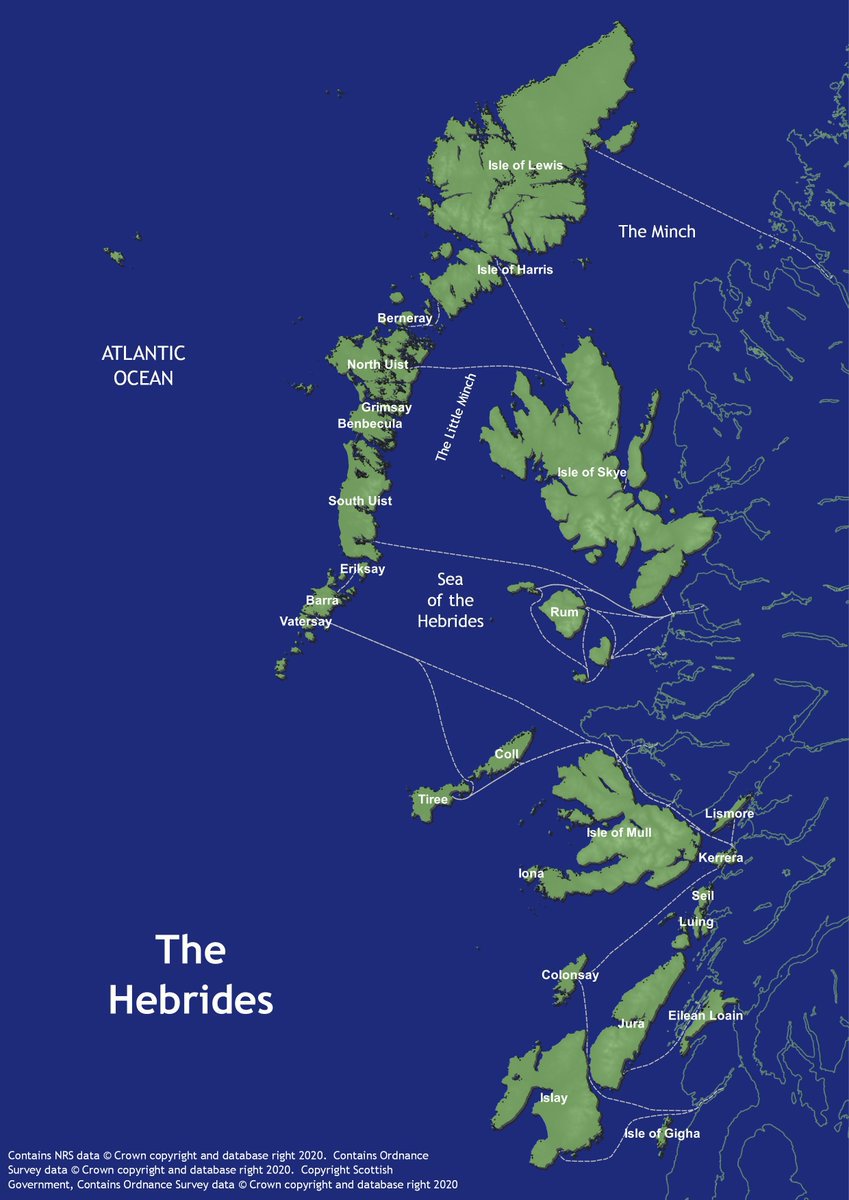 Isle of Lewis
The Minch
Isle of Harris
Berneray
ATLANTIC
OCEAN
North Uist
The Little Minch
Grimsay
Benbecula
Isle of Skye
South Uist
Eriksay
Sea
of the
Hebrides
Barra
Rum
Vatersay
Coll
Tiree
Lismore
Isle of Mull
Kerrera
Iona
Seil
Luing
The
Hebrides
Colonsay
Jura
Eilean Loain
Islay
Isle of Gigha
Contains NRS data © Crown copyright and database right 2020.  Contains Ordnance
Survey data © Crown copyright and database right 2020.  Copyright Scottish
Government, Contains Ordnance Survey data © Crown copyright and database right 2020